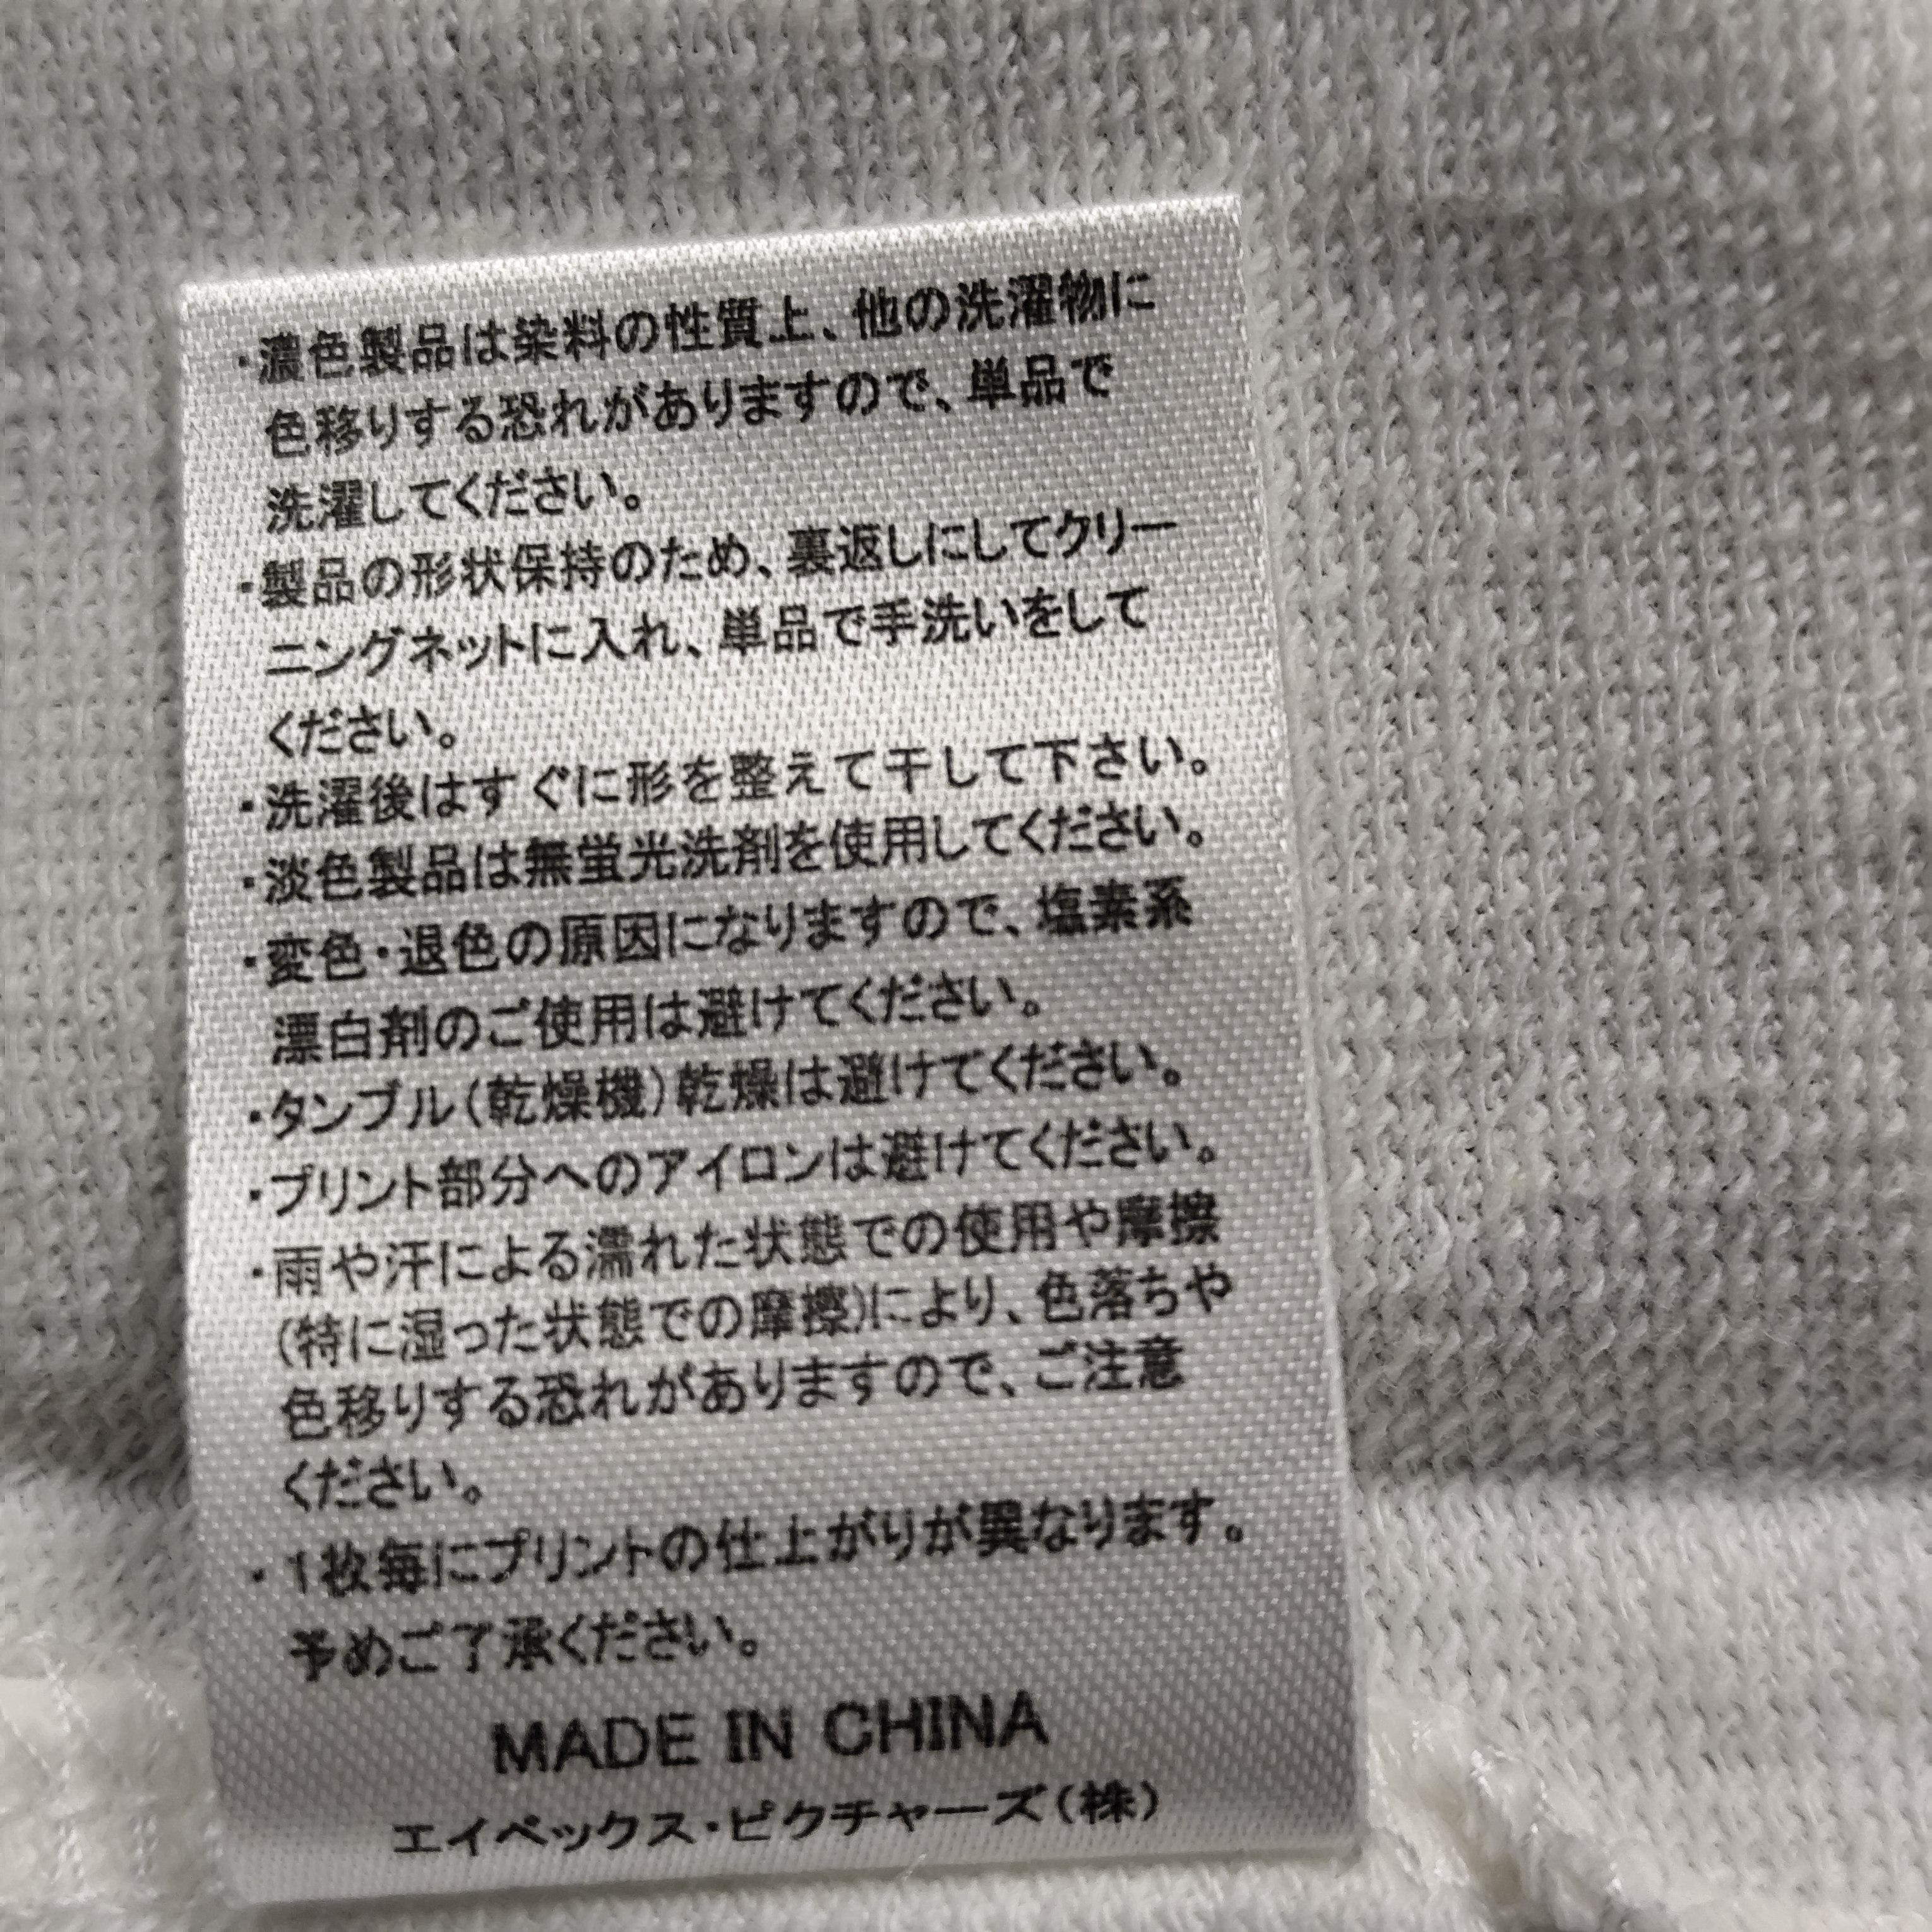 ・濃色製品は染料の性質上、他の洗濯物に
色移りする恐れがありますので、単品で
洗濯してください。
・製品の形状保持のため、裏返しにしてクリー
ニングネットに入れ、単品で手洗いをして
ください。
・洗濯後はすぐに形を整えて干して下さい。
・淡色製品は無蛍光洗剤を使用してください。
・変色・退色の原因になりますので、塩素系
漂白剤のご使用は避けてください。
・タンブル(乾燥機)乾燥は避けてください。
・プリント部分へのアイロンは避けてください。
・雨や汗による濡れた状態での使用や摩擦
(特に湿った状態での摩擦)により、色落ちや
色移りする恐れがありますので、ご注意
ください。
・1枚毎にプリントの仕上がりが異なります。
予めご了承ください。
MADE IN CHINA
エイベックス・ピクチャーズ(株)